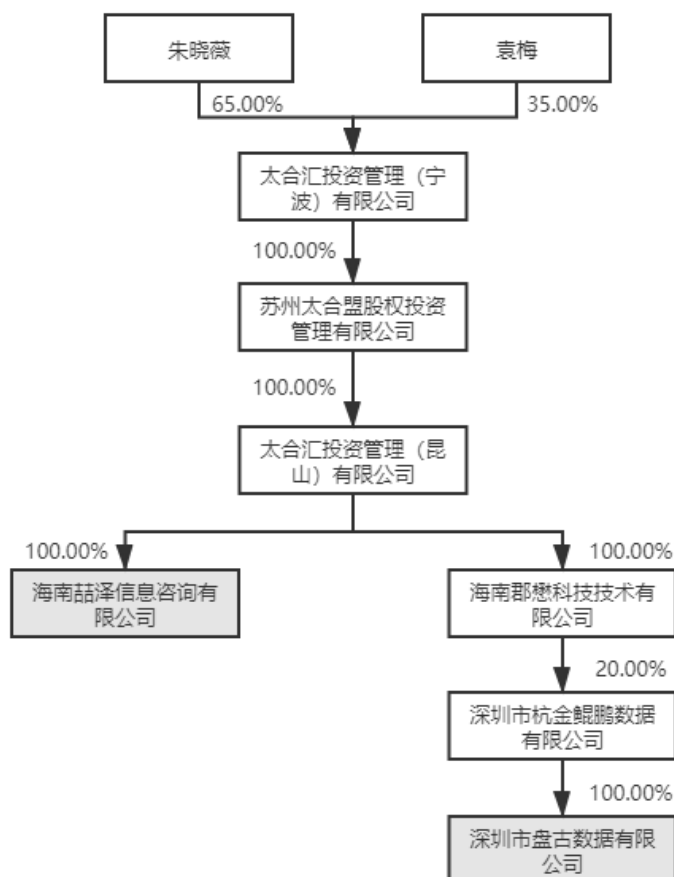 朱晓薇
袁梅
65.00%
35.00%
太合汇投资管理（宁
波）有限公司
100.00%
苏州太合盟股权投资
管理有限公司
100.00%
太合汇投资管理（昆
山）有限公司
100.00%
100.00%
海南喆泽信息咨询有
限公司
海南郡懋科技技术有
限公司
20.00%
深圳市杭金鲲鹏数据
有限公司
100.00%
深圳市盘古数据有限
公司